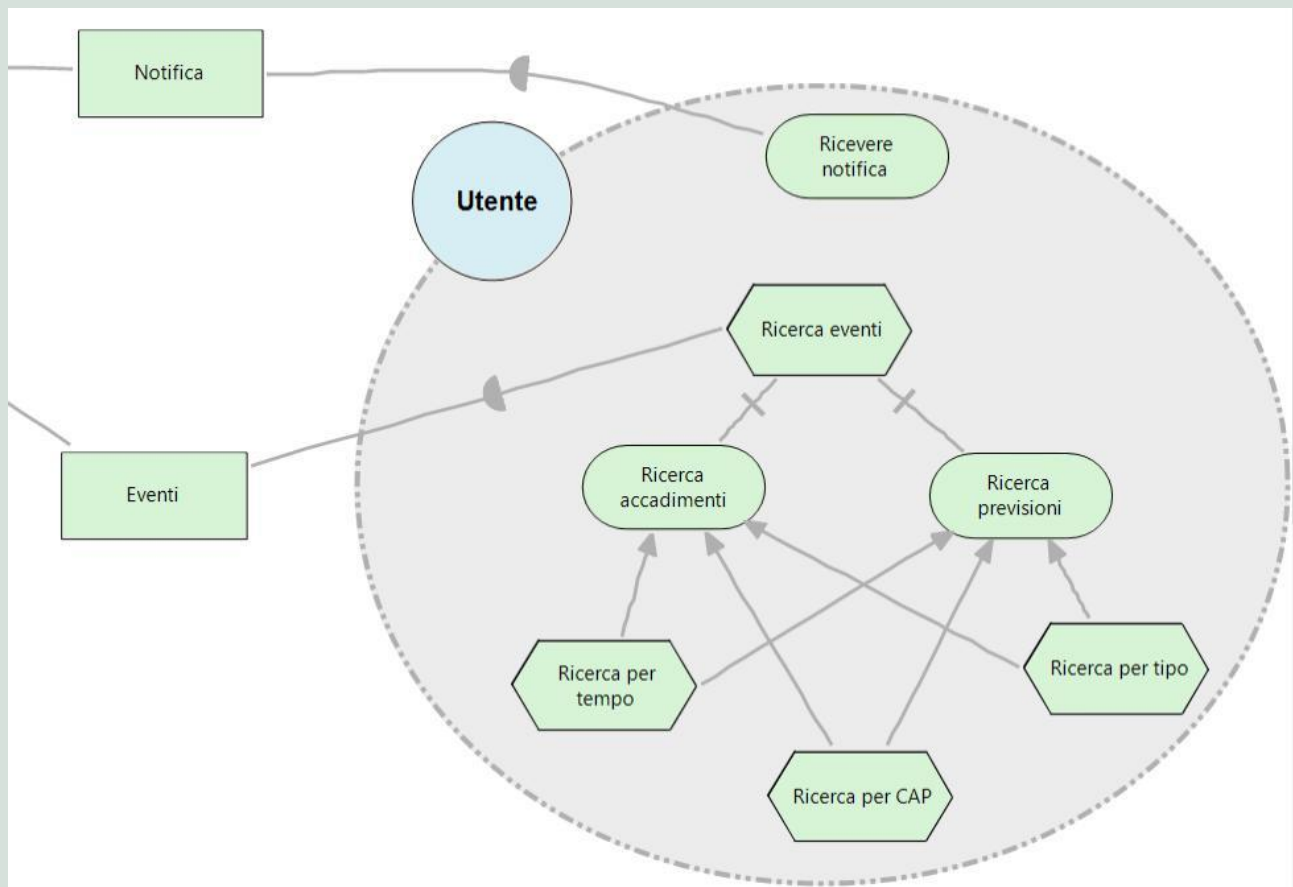 Notifica
Ricevere
notifica
Utente
Ricerca eventi
Ricerca
accadimenti
Ricerca
previsioni
Eventi
Ricerca per
tempo
Ricerca per tipo
Ricerca per CAP